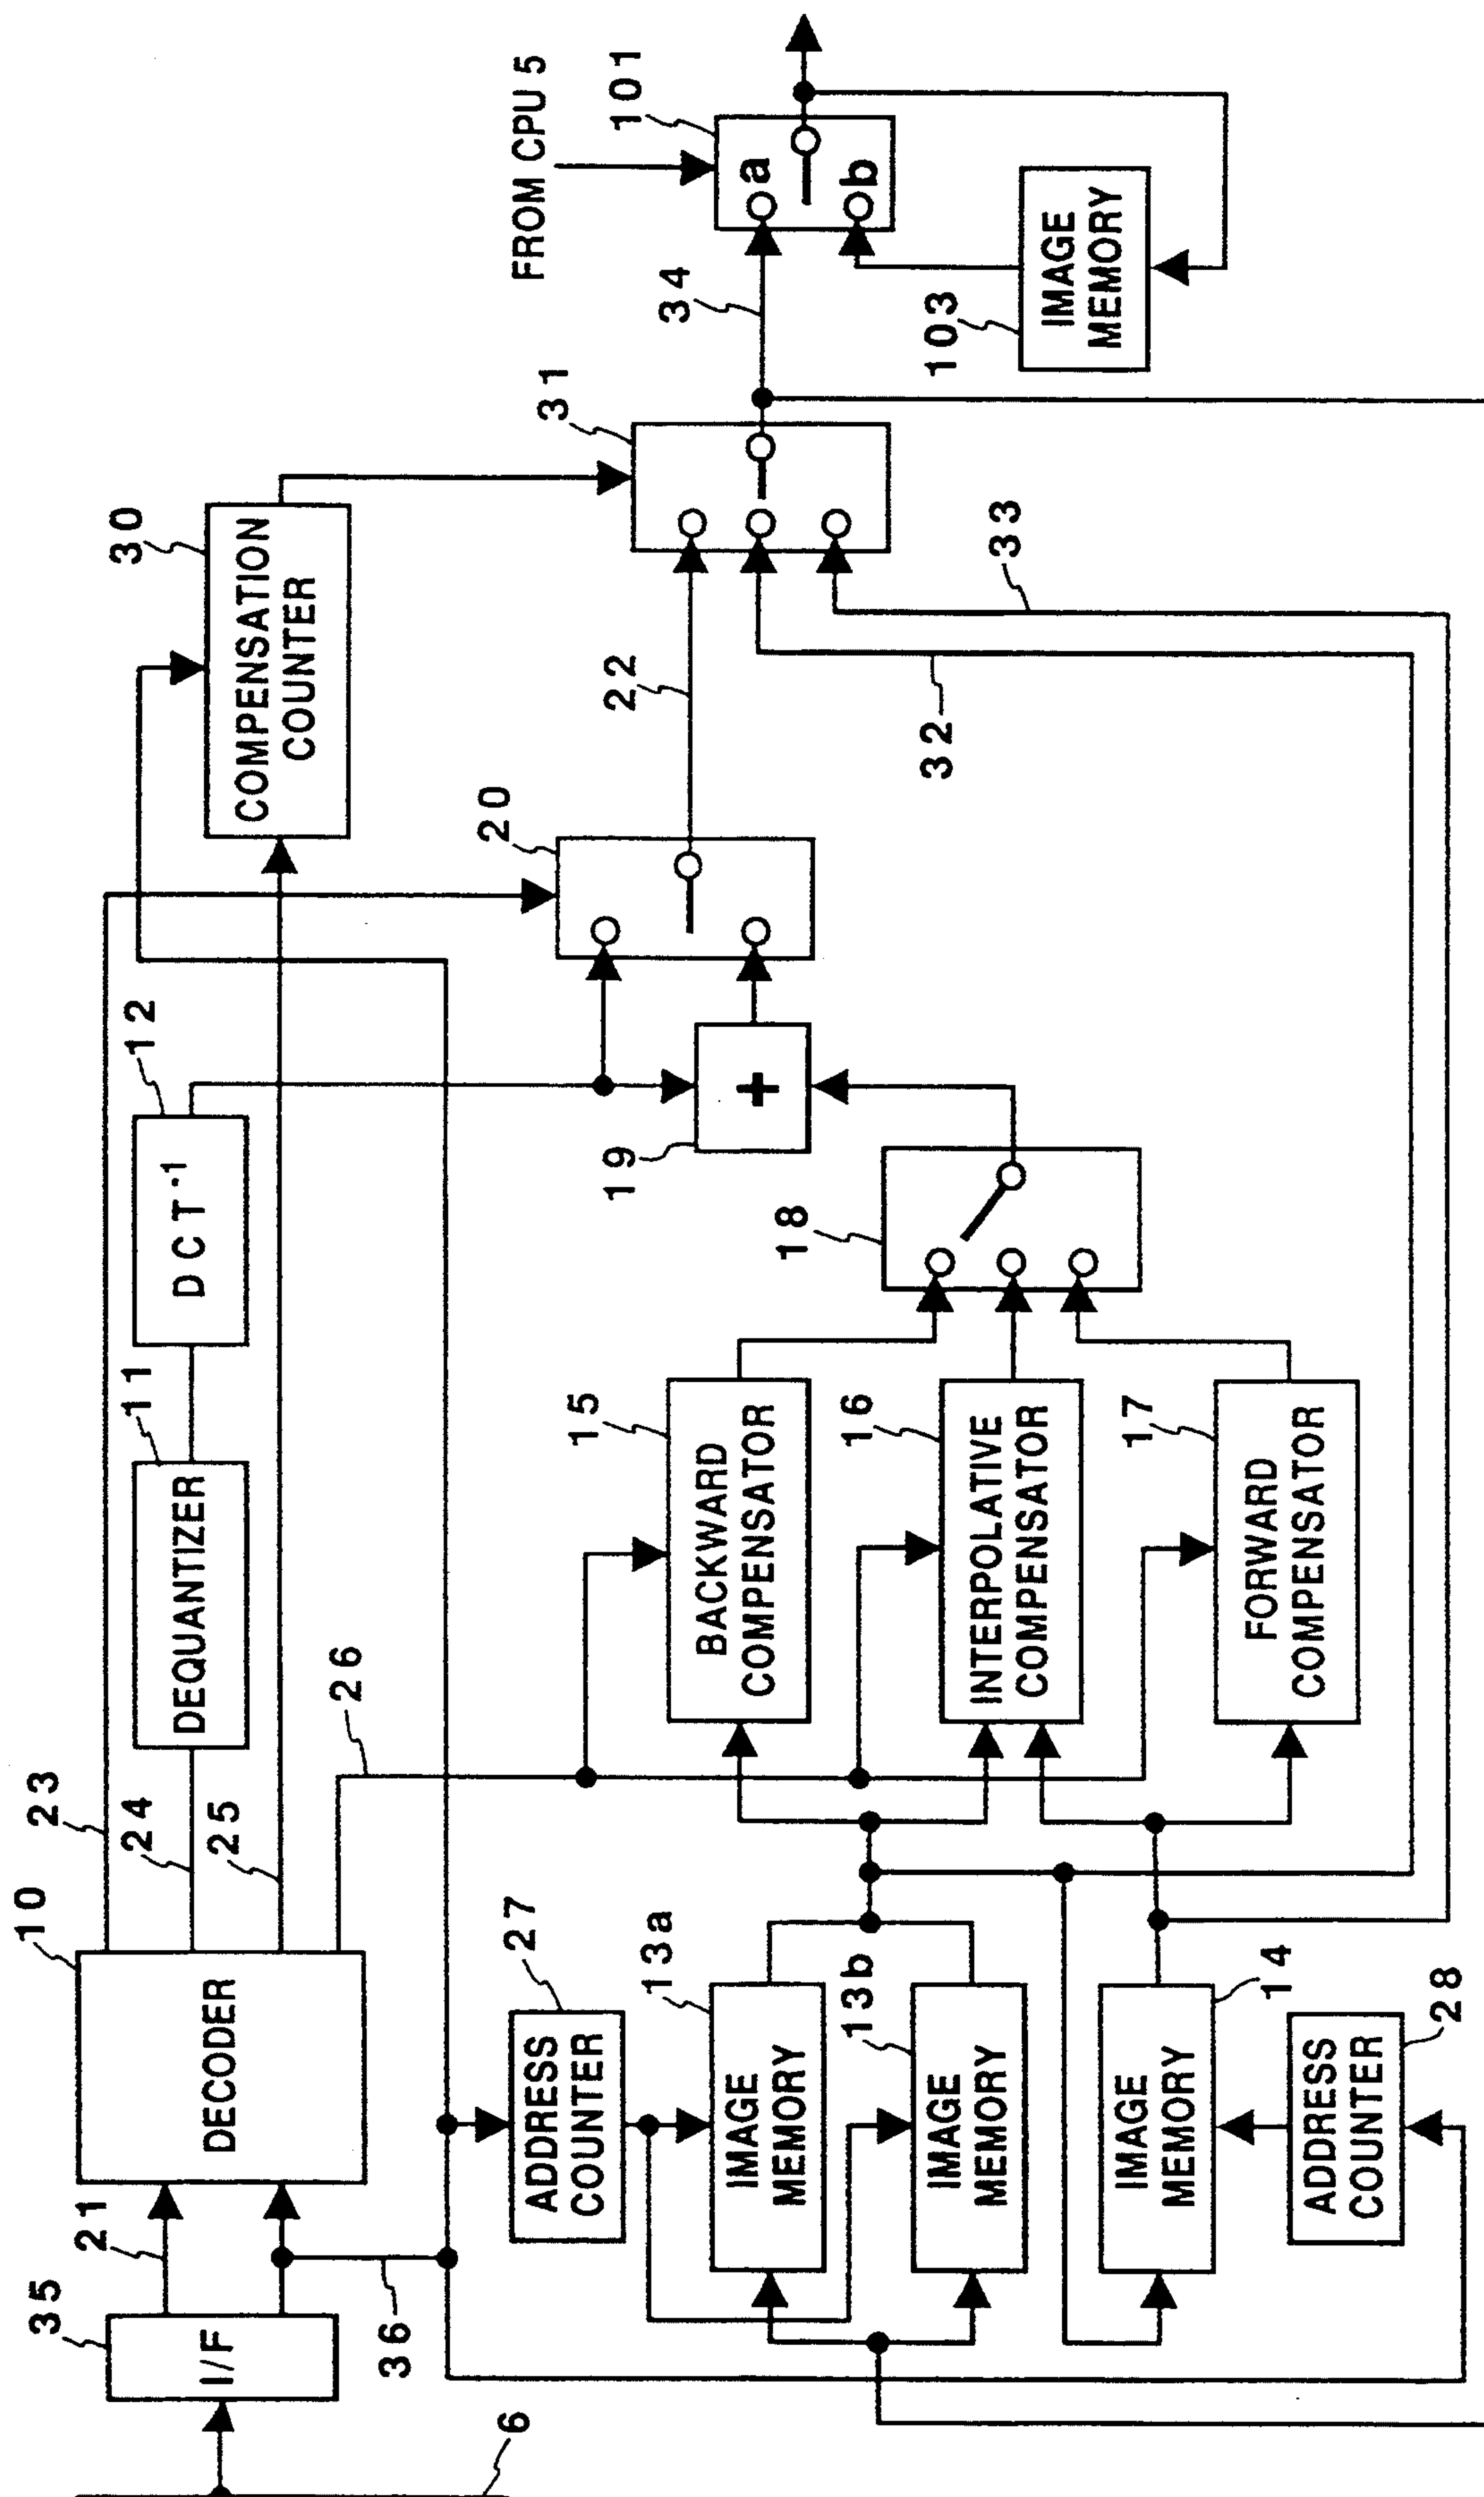 6
35
I/F
21
36
10
DECODER
23
24
25
26
11
DEQUANTIZER
12
DCT⁻¹
30
COMPENSATION
COUNTER
27
ADDRESS
COUNTER
13a
IMAGE
MEMORY
13b
IMAGE
MEMORY
14
IMAGE
MEMORY
28
ADDRESS
COUNTER
15
BACKWARD
COMPENSATOR
16
INTERPOLATIVE
COMPENSATOR
17
FORWARD
COMPENSATOR
18
19
+
20
22
32
33
31
34
FROM CPU 5
101
a
b
103
IMAGE
MEMORY